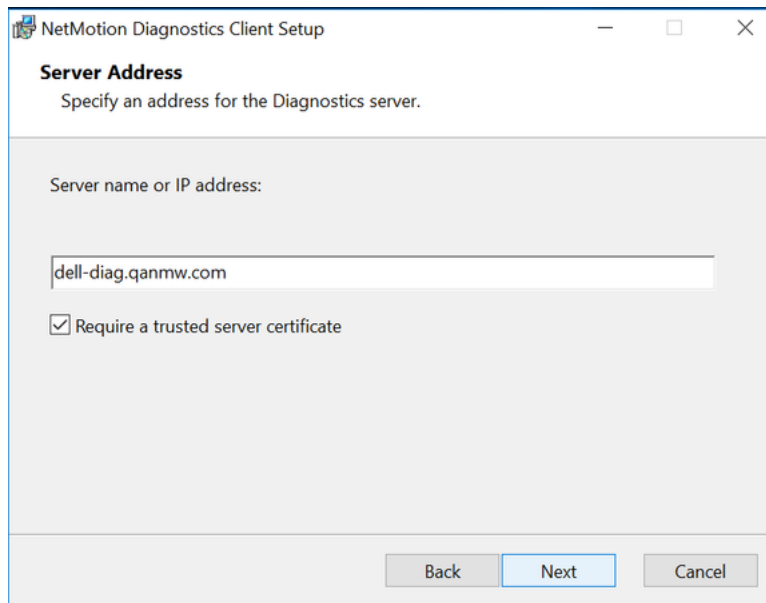 NetMotion Diagnostics Client Setup
Server Address
Specify an address for the Diagnostics server.
Server name or IP address:
dell-diag.qanmw.com
Require a trusted server certificate
Back Next Cancel